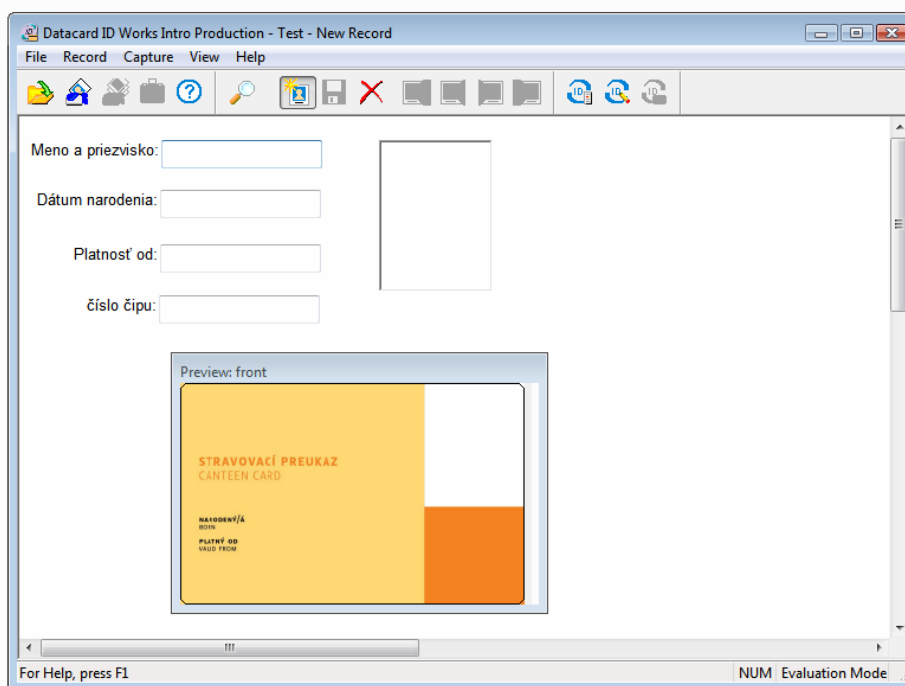 Datacard ID Works Intro Production - Test - New Record
File Record Capture View Help
Meno a priezvisko:
Dátum narodenia:
Platnosť od:
číslo čipu:
Preview: front
STRAVOVACÍ PREUKAZ
CANTEEN CARD
NARODENÝ/Á
BORN
PLATNÝ OD
VALID FROM
For Help, press F1
NUM Evaluation Mode